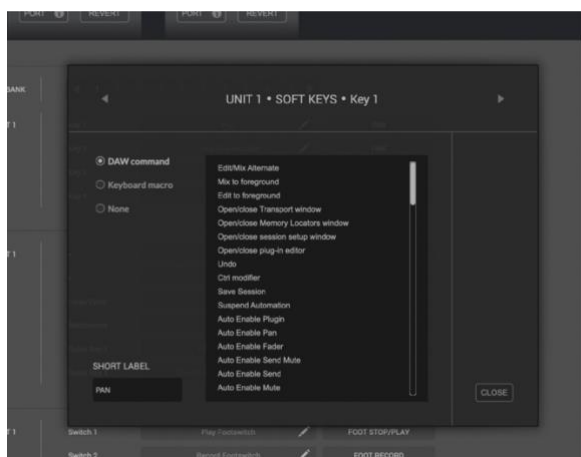 PORT REVERT PORT REVERT
BANK
UNIT 1 • SOFT KEYS • Key 1
T 1
DAW command
Keyboard macro
None
Edit/Mix Alternate
Mix to foreground
Edit to foreground
Open/close Transport window
Open/close Memory Locators window
Open/close session setup window
Open/close plug-in editor
Undo
Ctrl modifier
Save Session
Suspend Automation
Auto Enable Plugin
Auto Enable Pan
Auto Enable Fader
Auto Enable Send Mute
Auto Enable Send
Auto Enable Mute
T 1
SHORT LABEL
PAN
CLOSE
T 1 Switch 1 Play Footswitch FOOT STOP/PLAY
Switch 2 Record Footswitch FOOT RECORD